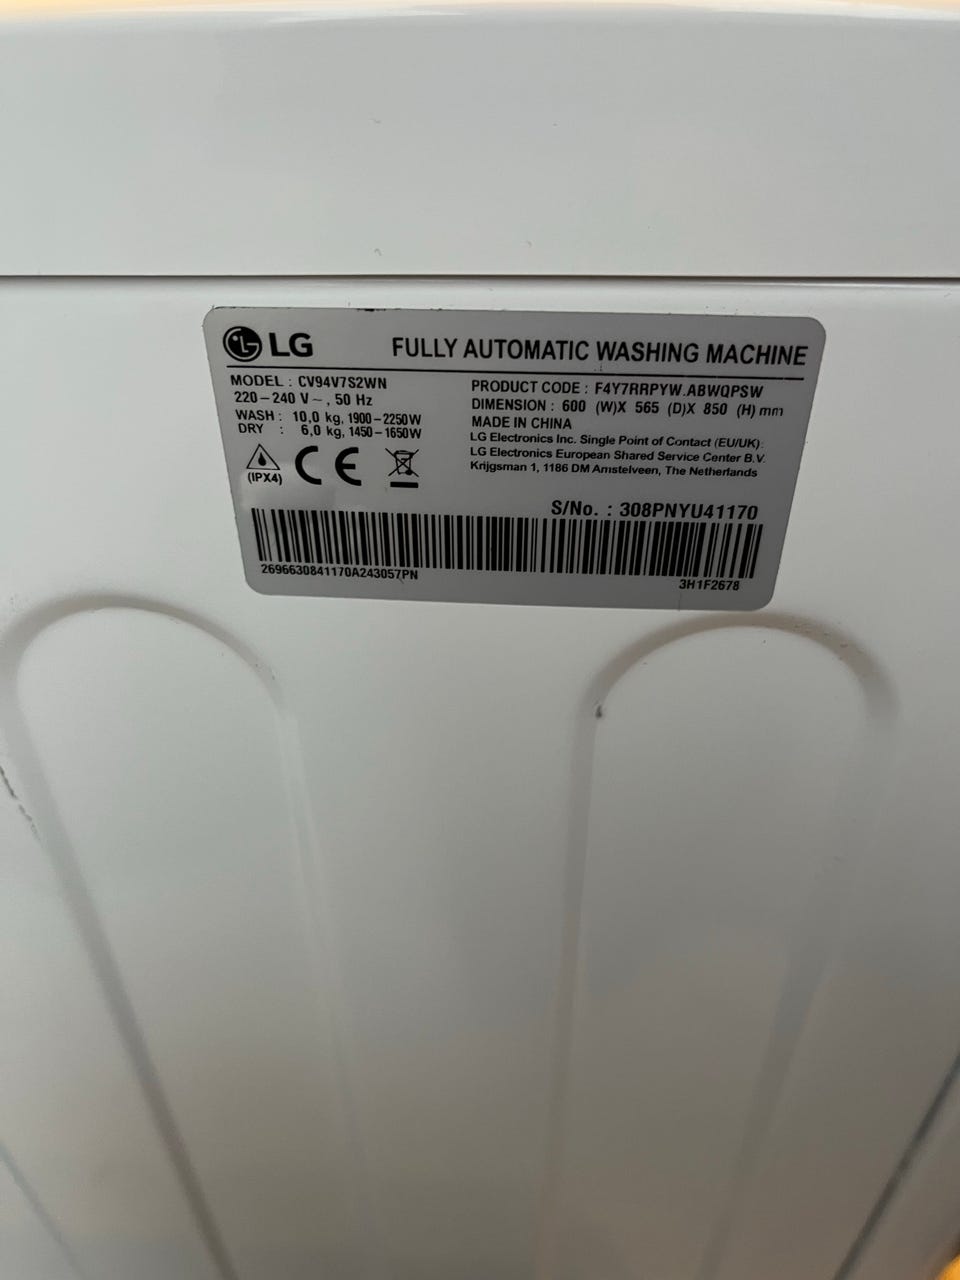 LG FULLY AUTOMATIC WASHING MACHINE
MODEL : CV94V7S2WN
220-240 V ~, 50 Hz
WASH : 10,0 kg, 1900-2250W
DRY : 6,0 kg, 1450-1650W
(IPX4)
CE
PRODUCT CODE : F4Y7RRPYW.ABWQPSW
DIMENSION : 600 (W)X 565 (D)X 850 (H) mm
MADE IN CHINA
LG Electronics Inc. Single Point of Contact (EU/UK):
LG Electronics European Shared Service Center B.V.
Krijgsman 1, 1186 DM Amstelveen, The Netherlands
S/No. : 308PNYU41170
2696630841170A243057PN
3H1F2678